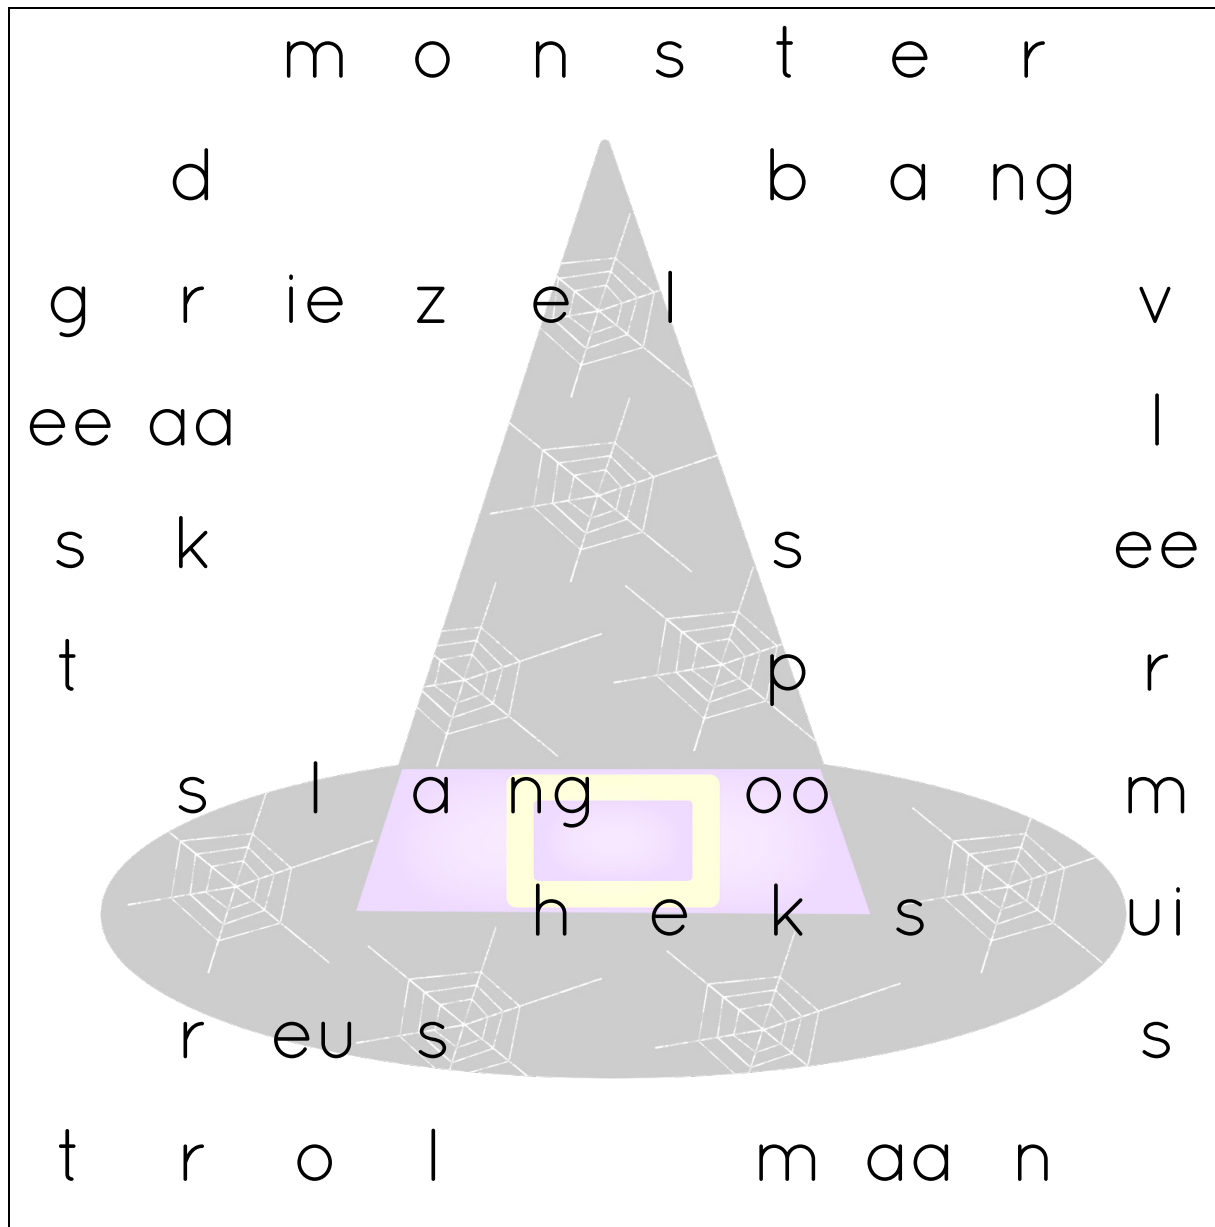 m o n s t e r
d b a ng
g r ie z e l v
ee aa l
s k s ee
t p r
s l a ng oo m
h e k s ui
r eu s s
t r o l m aa n